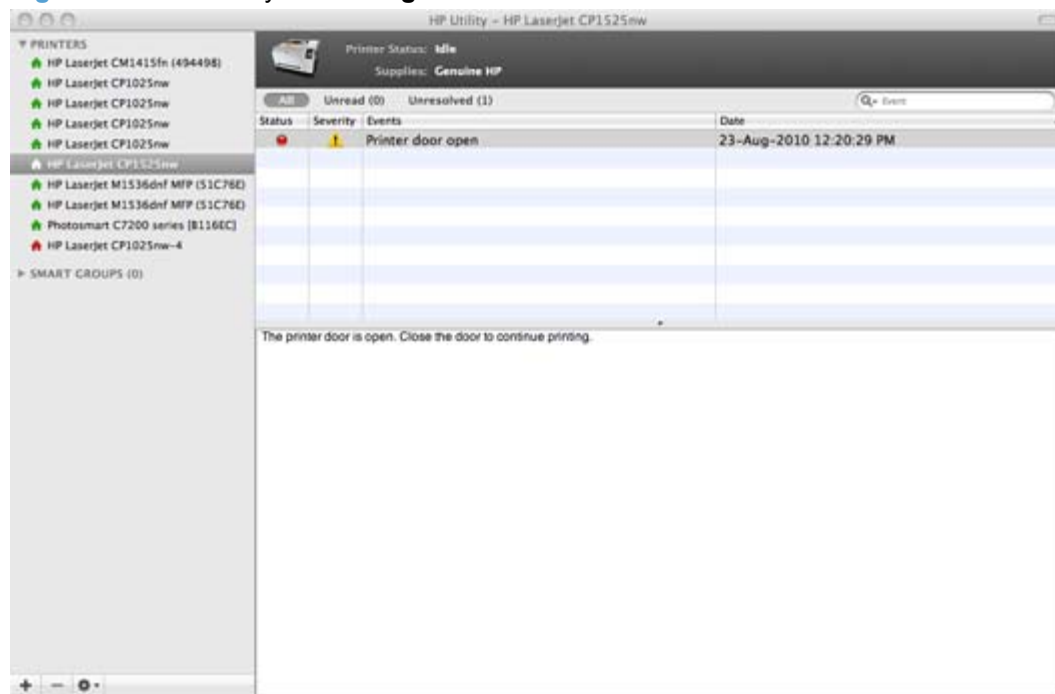 HP Utility – HP LaserJet CP1525nw
PRINTERS
HP LaserJet CM1415fn (494498)
HP LaserJet CP1025nw
HP LaserJet CP1025nw
HP LaserJet CP1025nw
HP LaserJet CP1025nw
HP LaserJet CP1525nw
HP LaserJet M1536dnf MFP (51C76E)
HP LaserJet M1536dnf MFP (51C76E)
Photosmart C7200 series [B116EC]
HP LaserJet CP1025nw-4
SMART GROUPS (0)
Printer Status: Idle
Supplies: Genuine HP
All Unread (0) Unresolved (1) Event
Status Severity Events Date
Printer door open 23-Aug-2010 12:20:29 PM
The printer door is open. Close the door to continue printing.